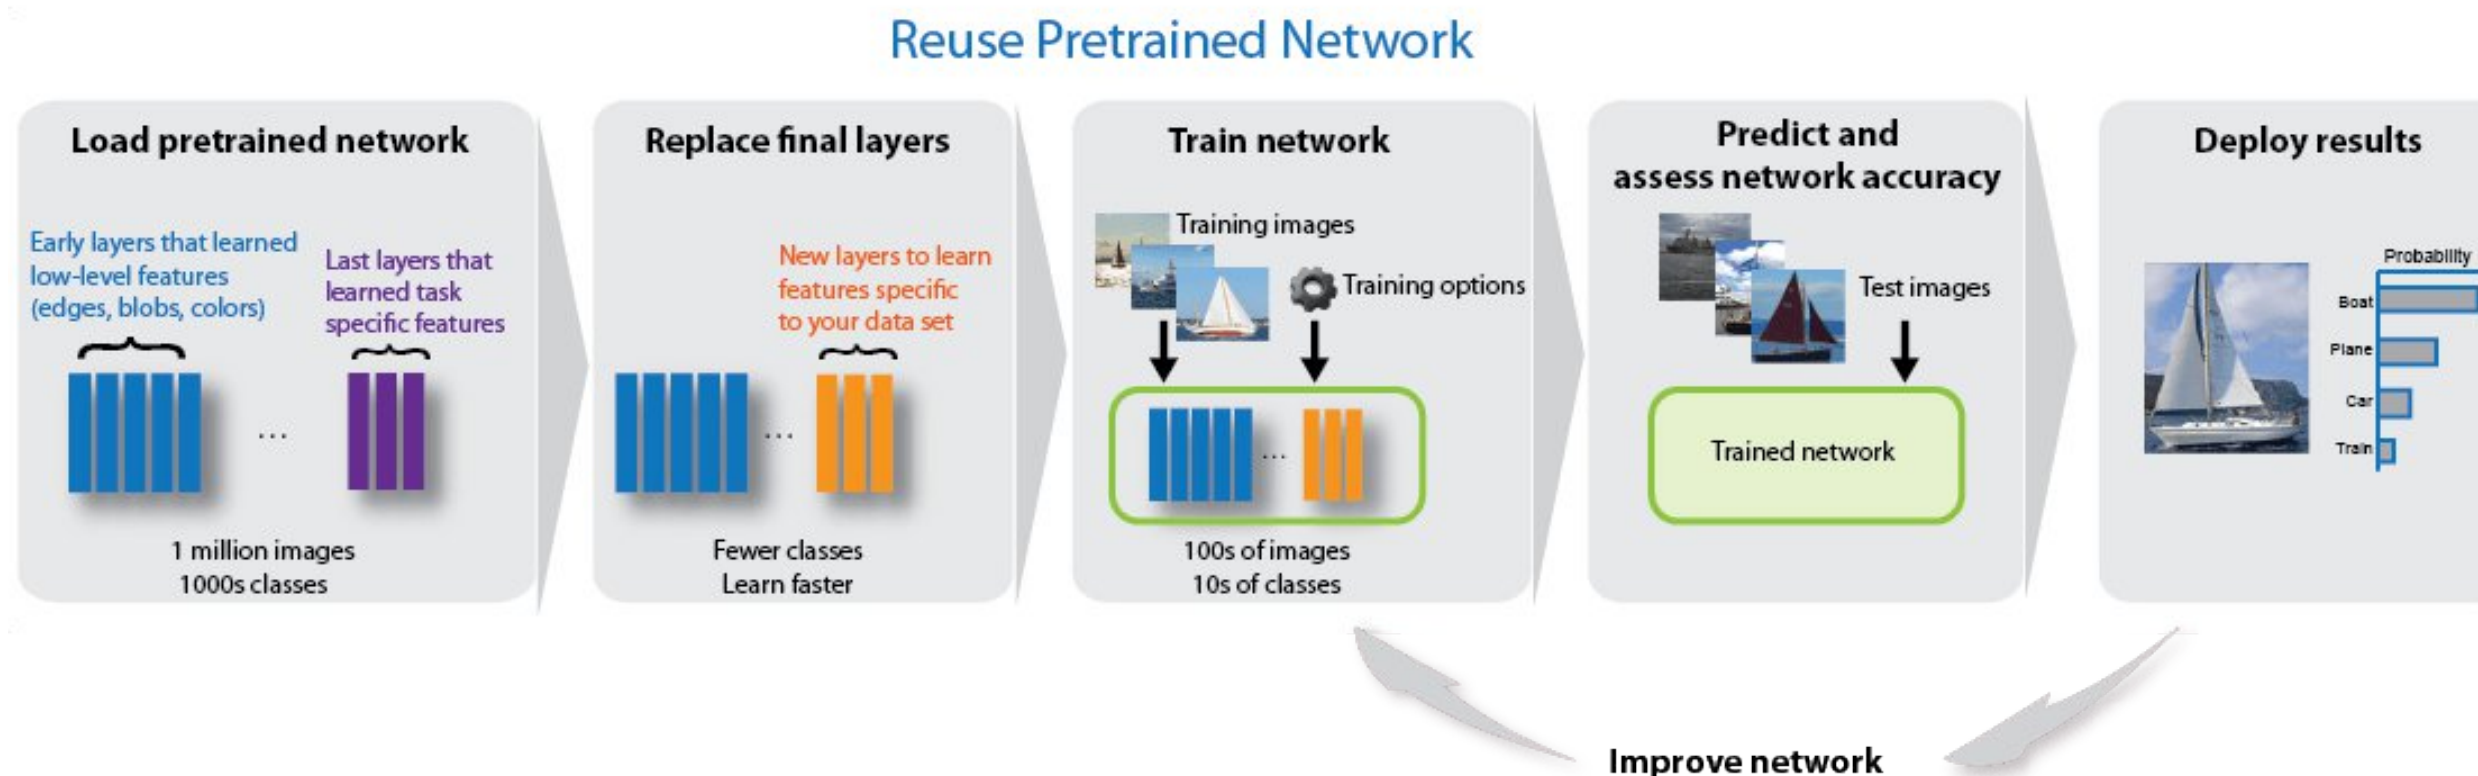 Reuse Pretrained Network
Load pretrained network
Early layers that learned
low-level features
(edges, blobs, colors)
Last layers that
learned task
specific features
...
1 million images
1000s classes
Replace final layers
New layers to learn
features specific
to your data set
...
Fewer classes
Learn faster
Train network
Training images
Training options
...
100s of images
10s of classes
Predict and
assess network accuracy
Test images
Trained network
Deploy results
Probability
Boat
Plane
Car
Train
Improve network